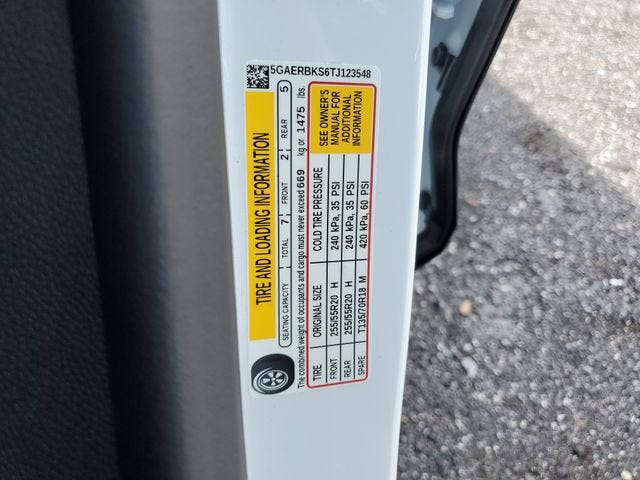 5GAERBKS6TJ123548
TIRE AND LOADING INFORMATION
SEATING CAPACITY TOTAL 7 FRONT 2 REAR 5
The combined weight of occupants and cargo must never exceed 669 kg or 1475 lbs.
TIRE ORIGINAL SIZE COLD TIRE PRESSURE
FRONT 255/55R20 H 240 kPa, 35 PSI
REAR 255/55R20 H 240 kPa, 35 PSI
SPARE T135/70R18 M 420 kPa, 60 PSI
SEE OWNER'S
MANUAL FOR
ADDITIONAL
INFORMATION